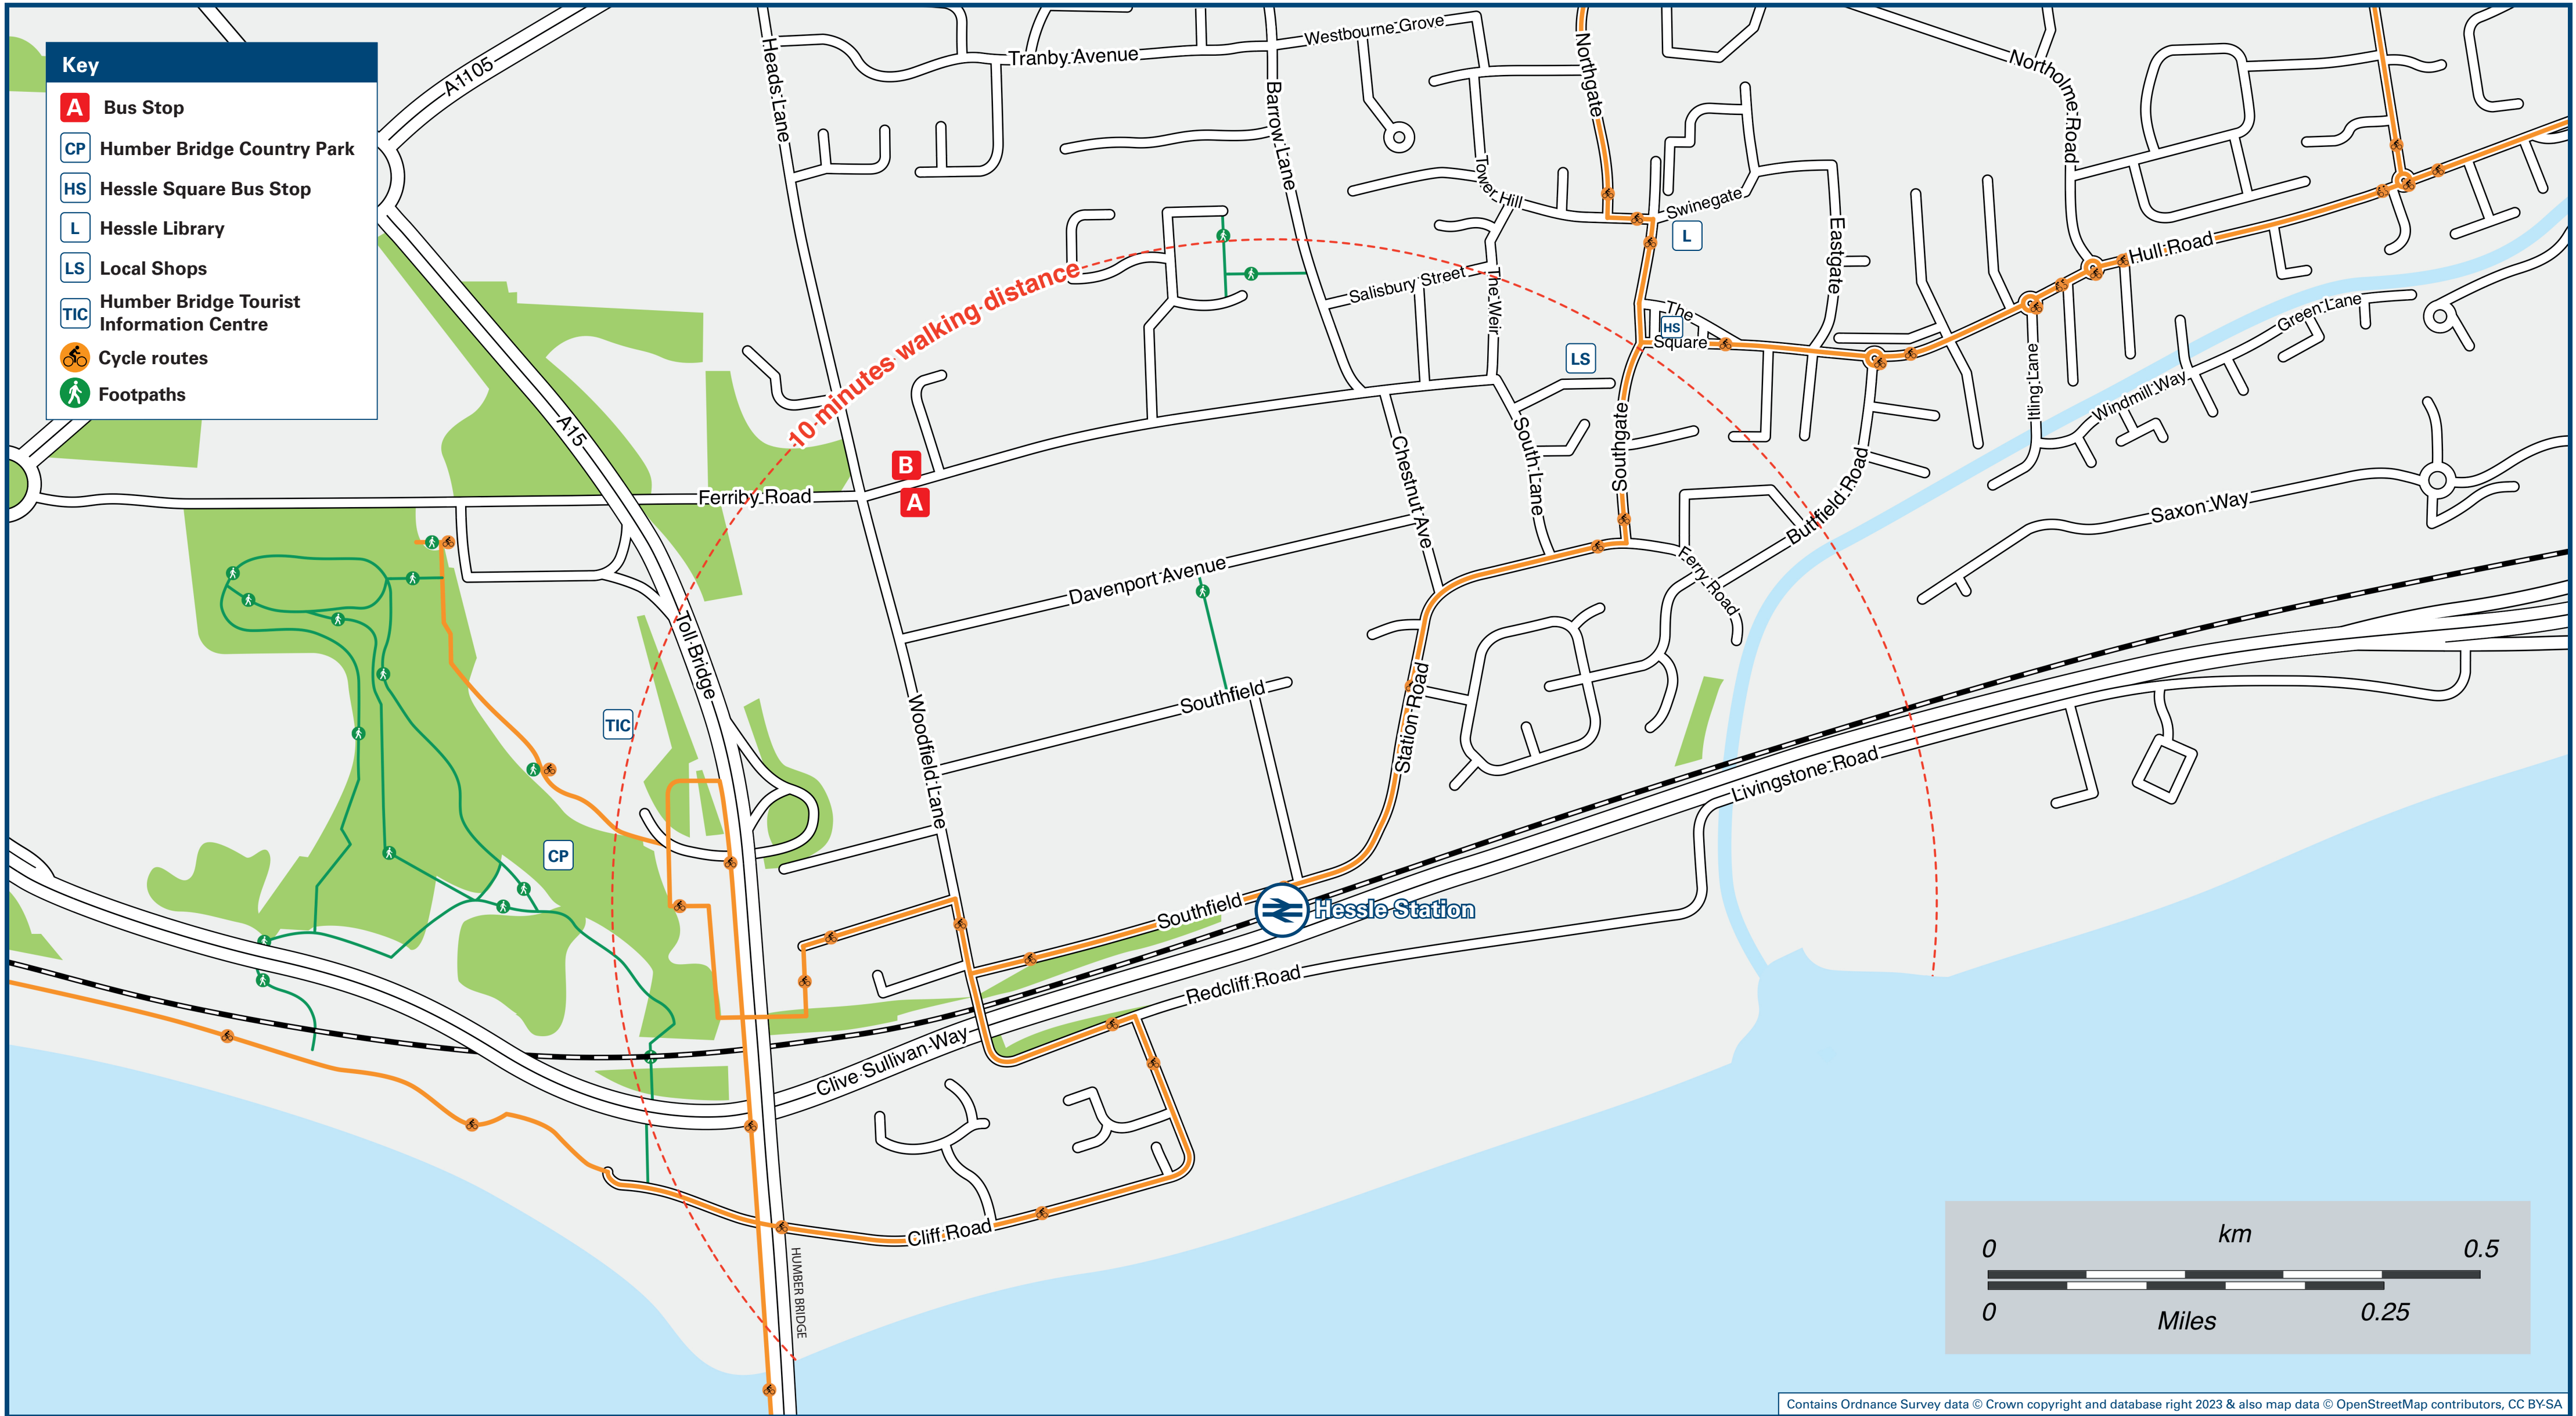 Key
A Bus Stop
CP Humber Bridge Country Park
HS Hessle Square Bus Stop
L Hessle Library
LS Local Shops
TIC Humber Bridge Tourist
Information Centre
Cycle routes
Footpaths
A1105
Heads Lane
Tranby Avenue
Westbourne Grove
Barrow Lane
Northgate
Northolme Road
Tower Hill
Swinegate
L
Eastgate
Hull Road
10 minutes walking distance
Salisbury Street
The Weir
The
HS
Square
LS
Green Lane
Itlings Lane
Windmill Way
A15
B
A
Ferriby Road
Chestnut Ave
South Lane
Southgate
Buttfield Road
Saxon Way
Davenport Avenue
Ferry Road
Toll Bridge
Southfield
Woodfield Lane
Station Road
TIC
Livingstone Road
CP
Southfield
Hessle Station
Redcliff Road
Clive Sullivan Way
Cliff Road
HUMBER BRIDGE
km
0 0.5
0 0.25
Miles
Contains Ordnance Survey data © Crown copyright and database right 2023 & also map data © OpenStreetMap contributors, CC BY-SA